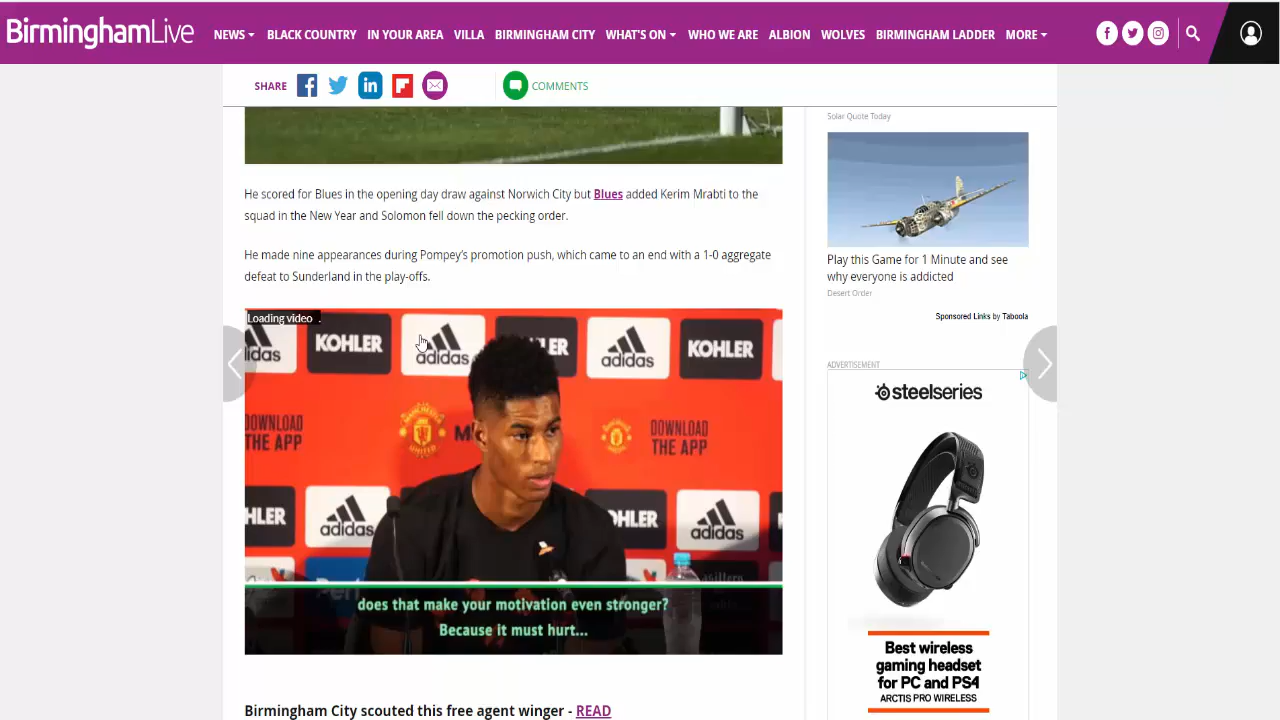 BirminghamLive
NEWS BLACK COUNTRY IN YOUR AREA VILLA BIRMINGHAM CITY WHAT'S ON WHO WE ARE ALBION WOLVES BIRMINGHAM LADDER MORE
SHARE COMMENTS
He scored for Blues in the opening day draw against Norwich City but Blues added Kerim Mrabti to the
squad in the New Year and Solomon fell down the pecking order.
He made nine appearances during Pompey's promotion push, which came to an end with a 1-0 aggregate
defeat to Sunderland in the play-offs.
Loading video .
KOHLER adidas KOHLER
adidas
DOWNLOAD
THE APP
DOWNLOAD
THE APP
adidas
adidas
does that make your motivation even stronger?
Because it must hurt...
Birmingham City scouted this free agent winger - READ
Solar Quote Today
Play this Game for 1 Minute and see
why everyone is addicted
Desert Order
Sponsored Links by Taboola
ADVERTISEMENT
steelseries
Best wireless
gaming headset
for PC and PS4
ARCTIS PRO WIRELESS